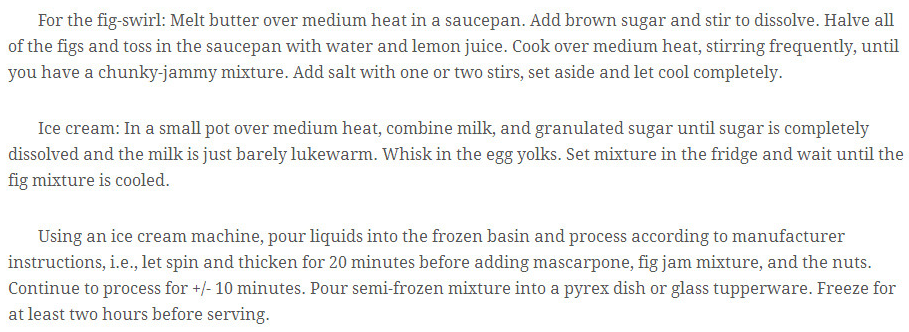 For the fig-swirl: Melt butter over medium heat in a saucepan. Add brown sugar and stir to dissolve. Halve all
of the figs and toss in the saucepan with water and lemon juice. Cook over medium heat, stirring frequently, until
you have a chunky-jammy mixture. Add salt with one or two stirs, set aside and let cool completely.
Ice cream: In a small pot over medium heat, combine milk, and granulated sugar until sugar is completely
dissolved and the milk is just barely lukewarm. Whisk in the egg yolks. Set mixture in the fridge and wait until the
fig mixture is cooled.
Using an ice cream machine, pour liquids into the frozen basin and process according to manufacturer
instructions, i.e., let spin and thicken for 20 minutes before adding mascarpone, fig jam mixture, and the nuts.
Continue to process for +/- 10 minutes. Pour semi-frozen mixture into a pyrex dish or glass tupperware. Freeze for
at least two hours before serving.